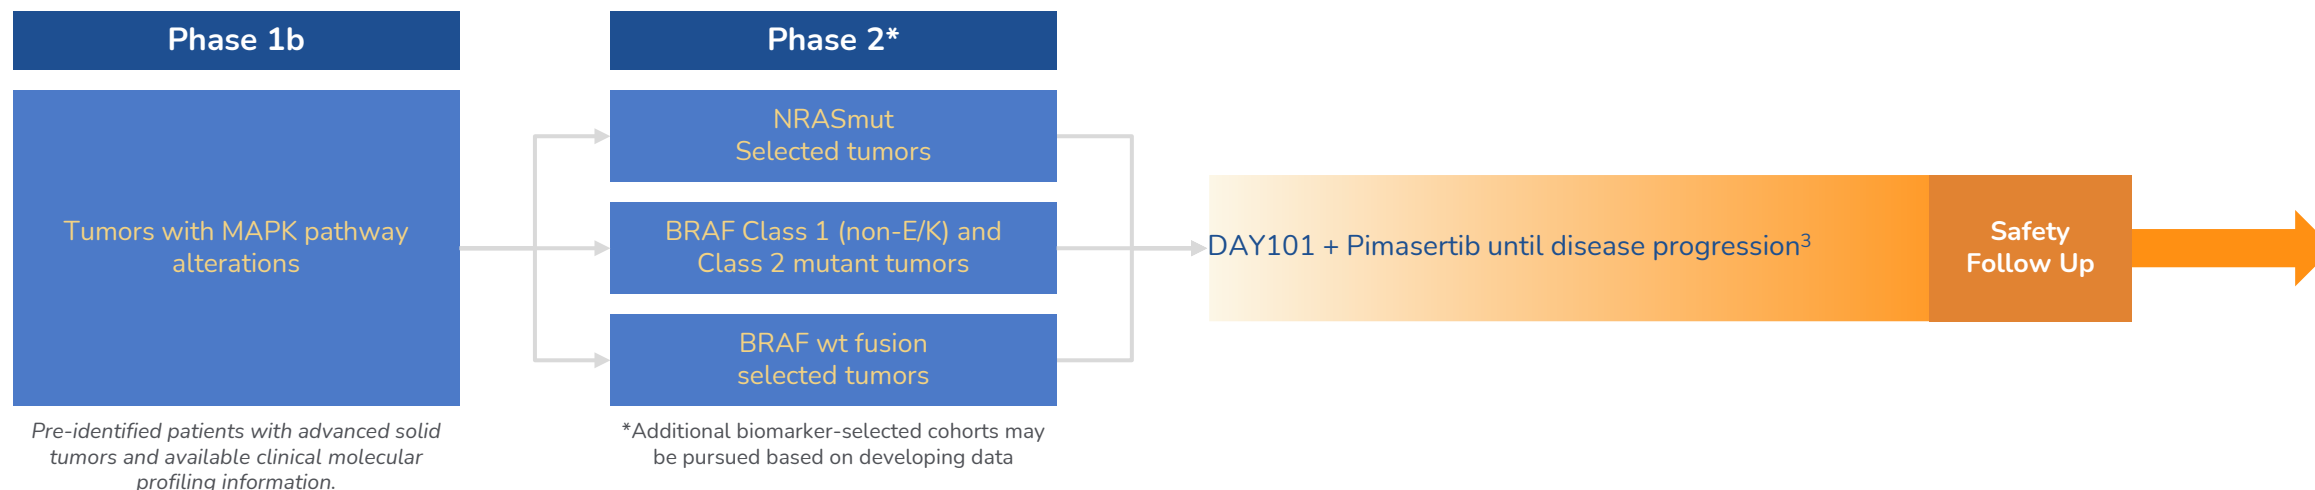 Phase 1b
Tumors with MAPK pathway
alterations
Pre-identified patients with advanced solid
tumors and available clinical molecular
profiling information.
Phase 2*
NRASmut
Selected tumors
BRAF Class 1 (non-E/K) and
Class 2 mutant tumors
BRAF wt fusion
selected tumors
*Additional biomarker-selected cohorts may
be pursued based on developing data
DAY101 + Pimasertib until disease progression³
Safety
Follow Up